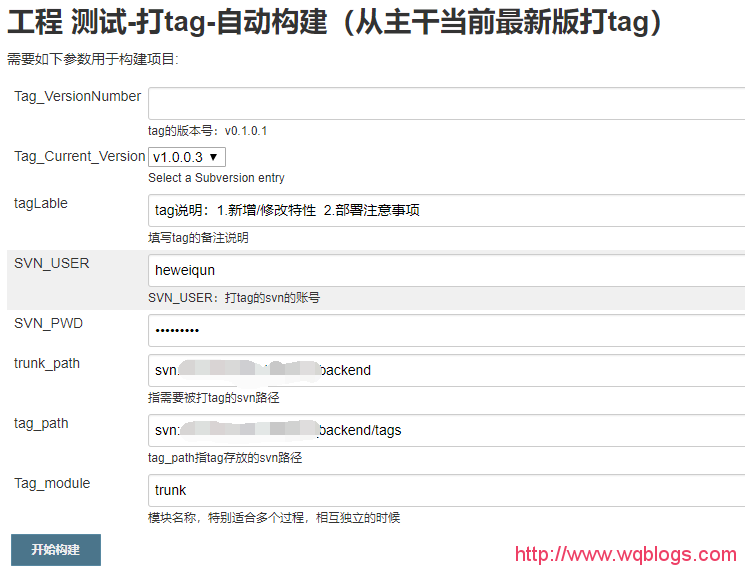 工程 测试-打tag-自动构建（从主干当前最新版打tag）
需要如下参数用于构建项目:
Tag_VersionNumber
tag的版本号：v0.1.0.1
Tag_Current_Version v1.0.0.3 ▼
Select a Subversion entry
tagLable tag说明：1.新增/修改特性 2.部署注意事项
填写tag的备注说明
SVN_USER heweiqun
SVN_USER：打tag的svn的账号
SVN_PWD •••••••••
trunk_path svn: backend
指需要被打tag的svn路径
tag_path svn: _backend/tags
tag_path指tag存放的svn路径
Tag_module trunk
模块名称，特别适合多个过程，相互独立的时候
开始构建
http://www.wqblogs.com